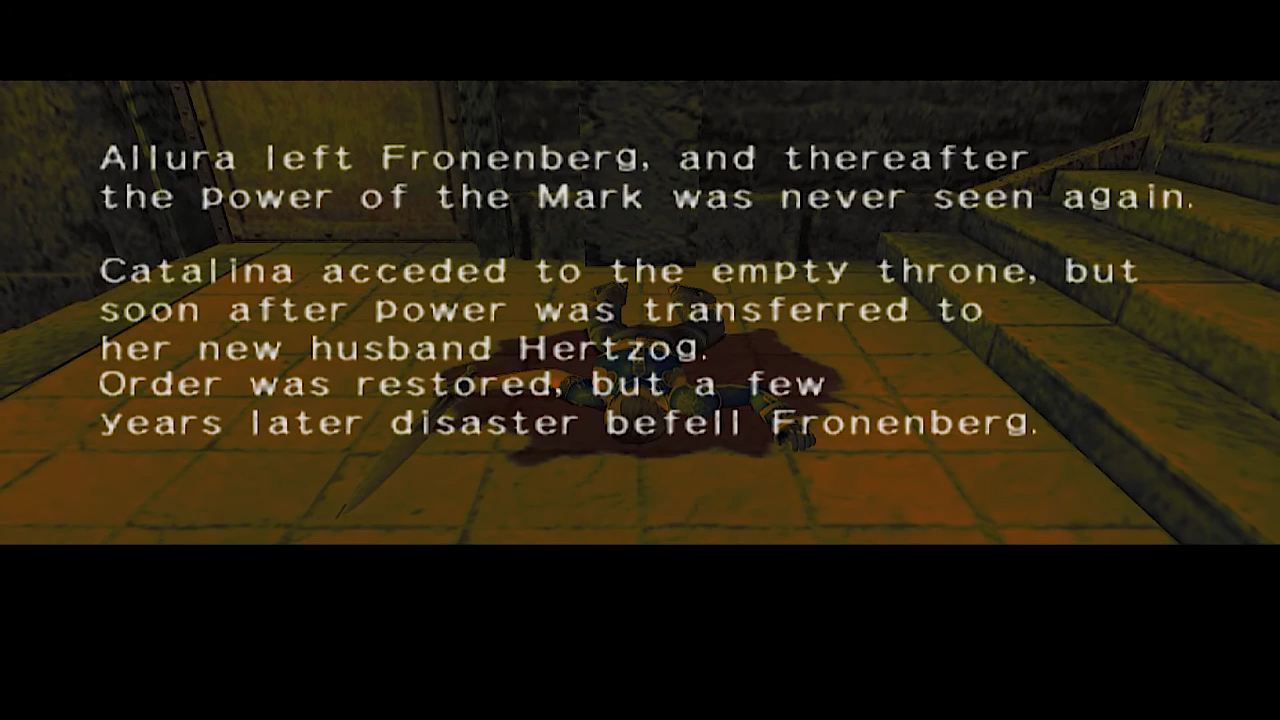 Allura left Fronenberg, and thereafter
the power of the Mark was never seen again.
Catalina acceded to the empty throne, but
soon after power was transferred to
her new husband Hertzog.
Order was restored, but a few
years later disaster befell Fronenberg.